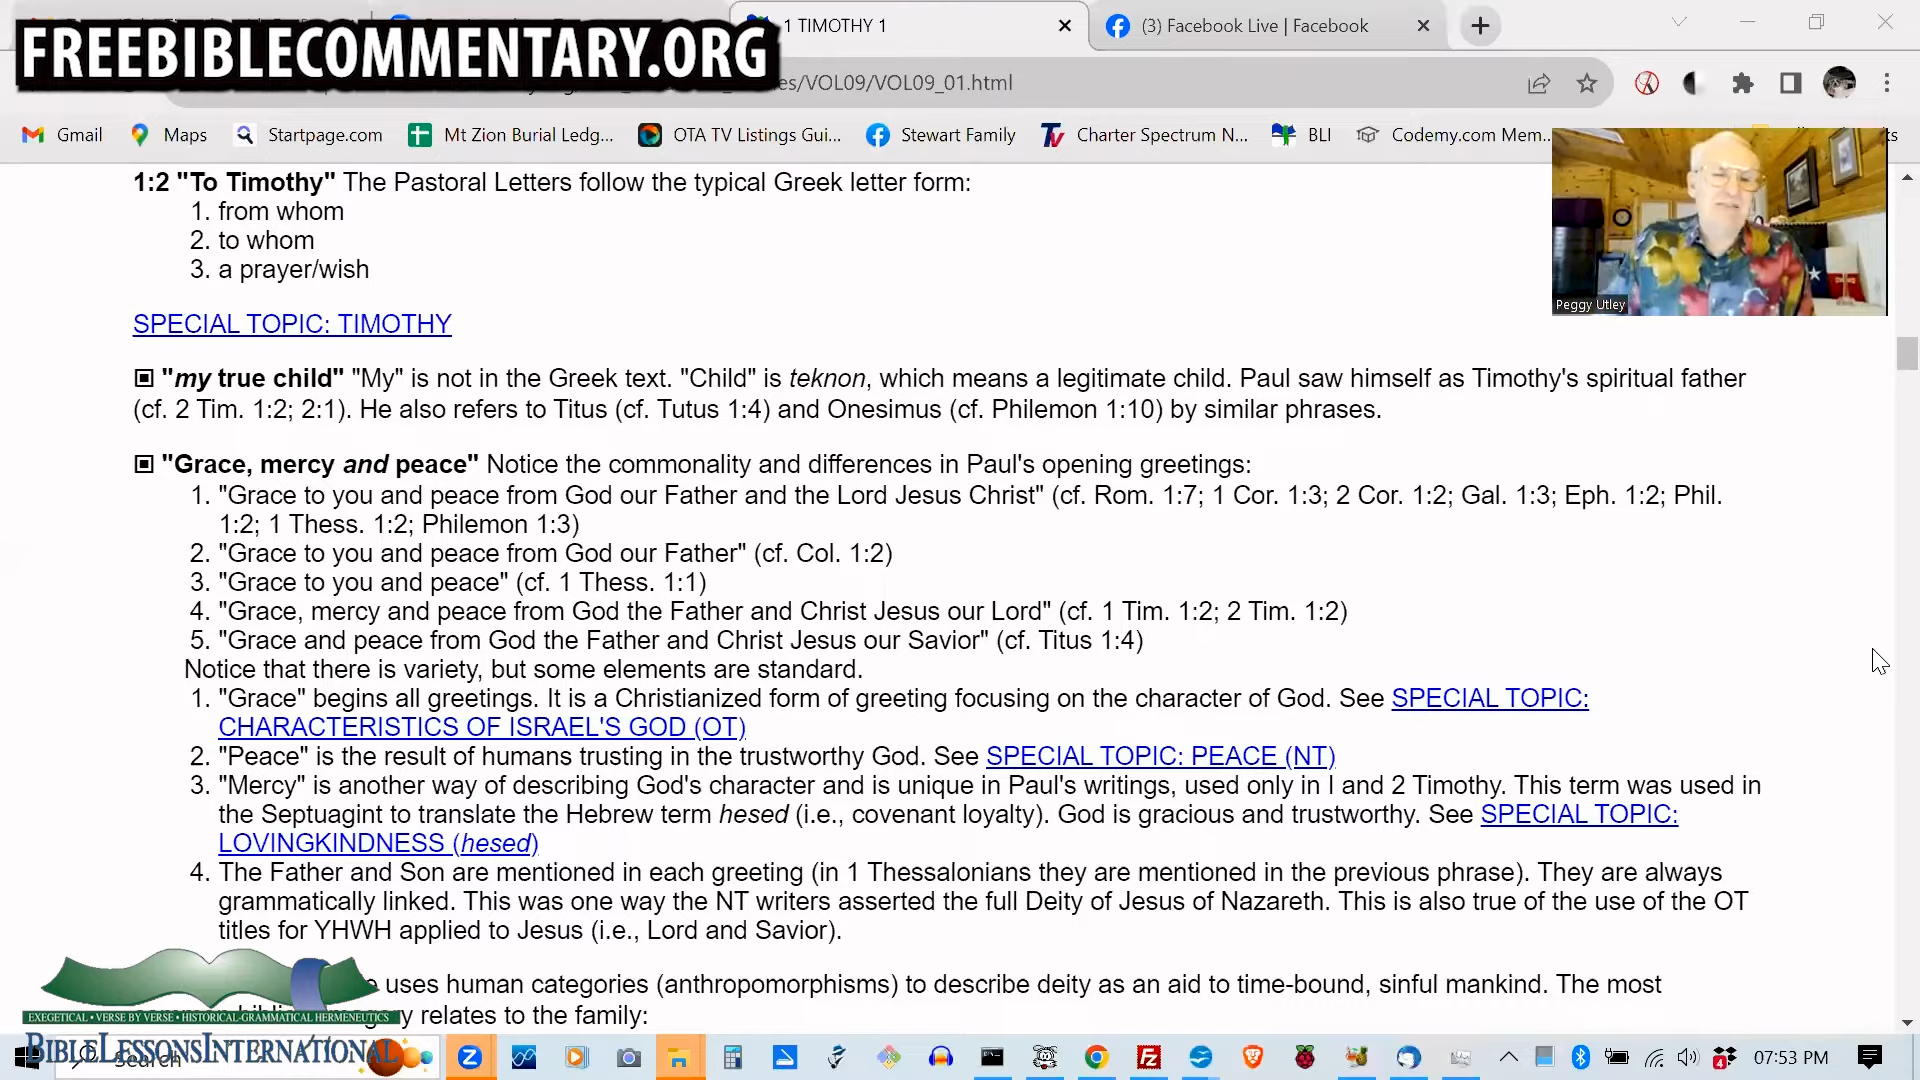 FREEBIBLECOMMENTARY.ORG
1 TIMOTHY 1
(3) Facebook Live | Facebook
es/VOL09/VOL09_01.html
Gmail
Maps
Startpage.com
Mt Zion Burial Ledg...
OTA TV Listings Gui...
Stewart Family
Charter Spectrum N...
BLI
Codemy.com Mem...
Peggy Utley
1:2 "To Timothy" The Pastoral Letters follow the typical Greek letter form:
1. from whom
2. to whom
3. a prayer/wish
SPECIAL TOPIC: TIMOTHY
"my true child" "My" is not in the Greek text. "Child" is teknon, which means a legitimate child. Paul saw himself as Timothy's spiritual father
(cf. 2 Tim. 1:2; 2:1). He also refers to Titus (cf. Tutus 1:4) and Onesimus (cf. Philemon 1:10) by similar phrases.
"Grace, mercy and peace" Notice the commonality and differences in Paul's opening greetings:
1. "Grace to you and peace from God our Father and the Lord Jesus Christ" (cf. Rom. 1:7; 1 Cor. 1:3; 2 Cor. 1:2; Gal. 1:3; Eph. 1:2; Phil.
1:2; 1 Thess. 1:2; Philemon 1:3)
2. "Grace to you and peace from God our Father" (cf. Col. 1:2)
3. "Grace to you and peace" (cf. 1 Thess. 1:1)
4. "Grace, mercy and peace from God the Father and Christ Jesus our Lord" (cf. 1 Tim. 1:2; 2 Tim. 1:2)
5. "Grace and peace from God the Father and Christ Jesus our Savior" (cf. Titus 1:4)
Notice that there is variety, but some elements are standard.
1. "Grace" begins all greetings. It is a Christianized form of greeting focusing on the character of God. See SPECIAL TOPIC:
CHARACTERISTICS OF ISRAEL'S GOD (OT)
2. "Peace" is the result of humans trusting in the trustworthy God. See SPECIAL TOPIC: PEACE (NT)
3. "Mercy" is another way of describing God's character and is unique in Paul's writings, used only in I and 2 Timothy. This term was used in
the Septuagint to translate the Hebrew term hesed (i.e., covenant loyalty). God is gracious and trustworthy. See SPECIAL TOPIC:
LOVINGKINDNESS (hesed)
4. The Father and Son are mentioned in each greeting (in 1 Thessalonians they are mentioned in the previous phrase). They are always
grammatically linked. This was one way the NT writers asserted the full Deity of Jesus of Nazareth. This is also true of the use of the OT
titles for YHWH applied to Jesus (i.e., Lord and Savior).
uses human categories (anthropomorphisms) to describe deity as an aid to time-bound, sinful mankind. The most
relates to the family:
EXEGETICAL • VERSE BY VERSE • HISTORICAL-GRAMMATICAL HERMENEUTICS
BIBLELESSONSINTERNATIONAL
Search
4
07:53 PM